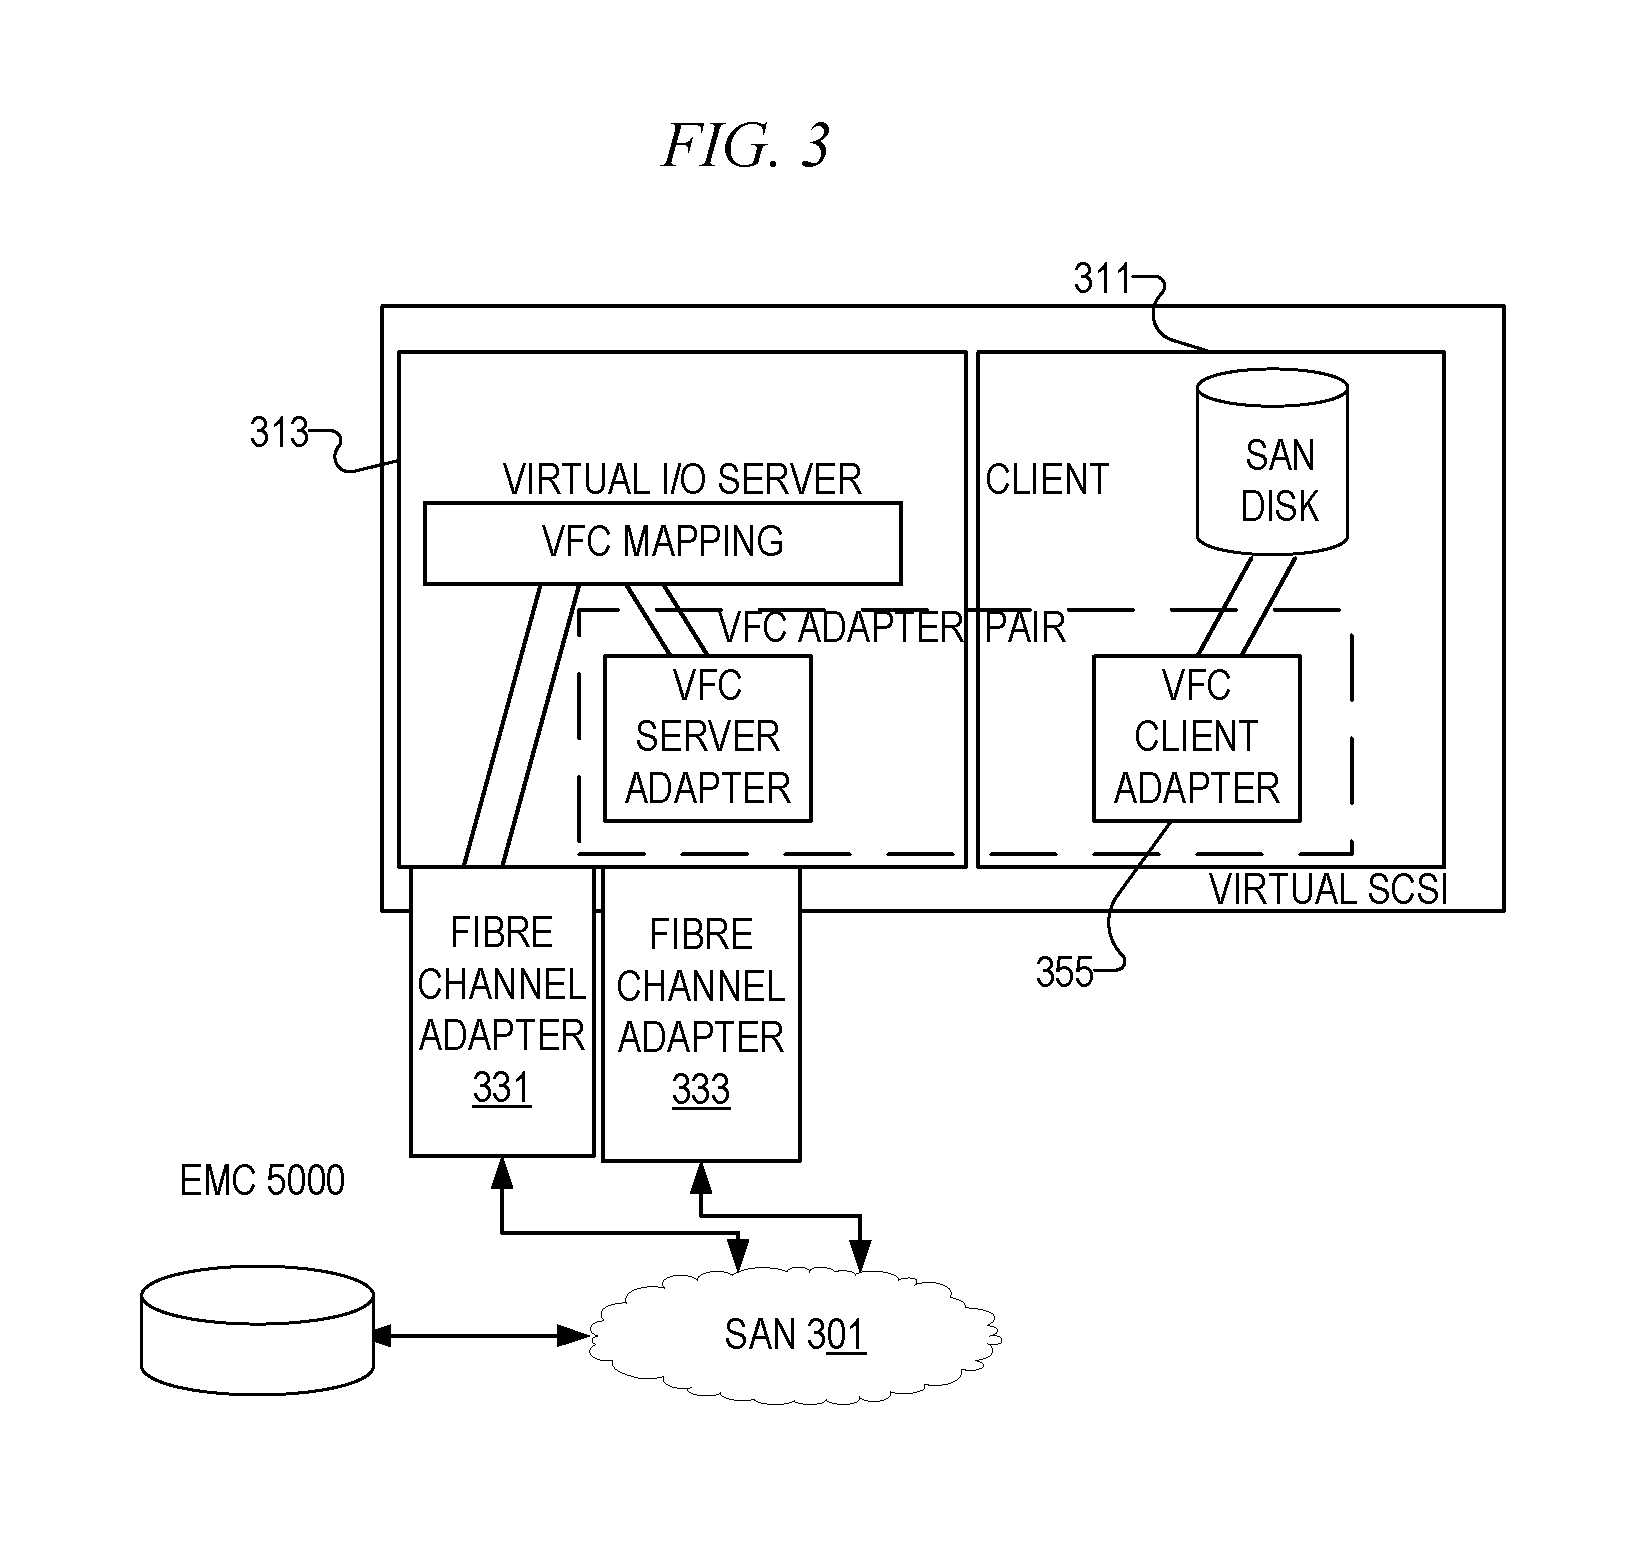 FIG. 3
311
313
VIRTUAL I/O SERVER
CLIENT
SAN
DISK
VFC MAPPING
VFC ADAPTER PAIR
VFC
SERVER
ADAPTER
VFC
CLIENT
ADAPTER
VIRTUAL SCSI
355
FIBRE
CHANNEL
ADAPTER
331
FIBRE
CHANNEL
ADAPTER
333
EMC 5000
SAN 301